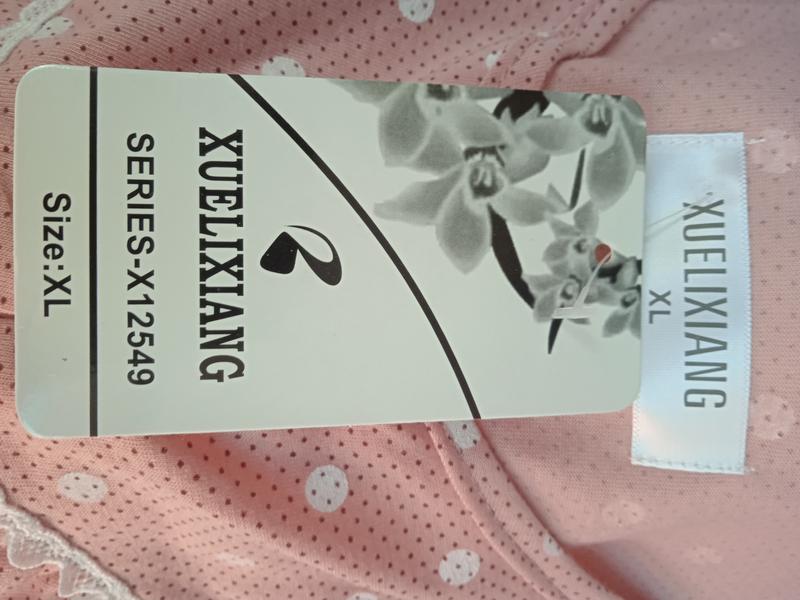 XUELIXIANG
SERIES-X12549
Size:XL
XUELIXIANG
XL